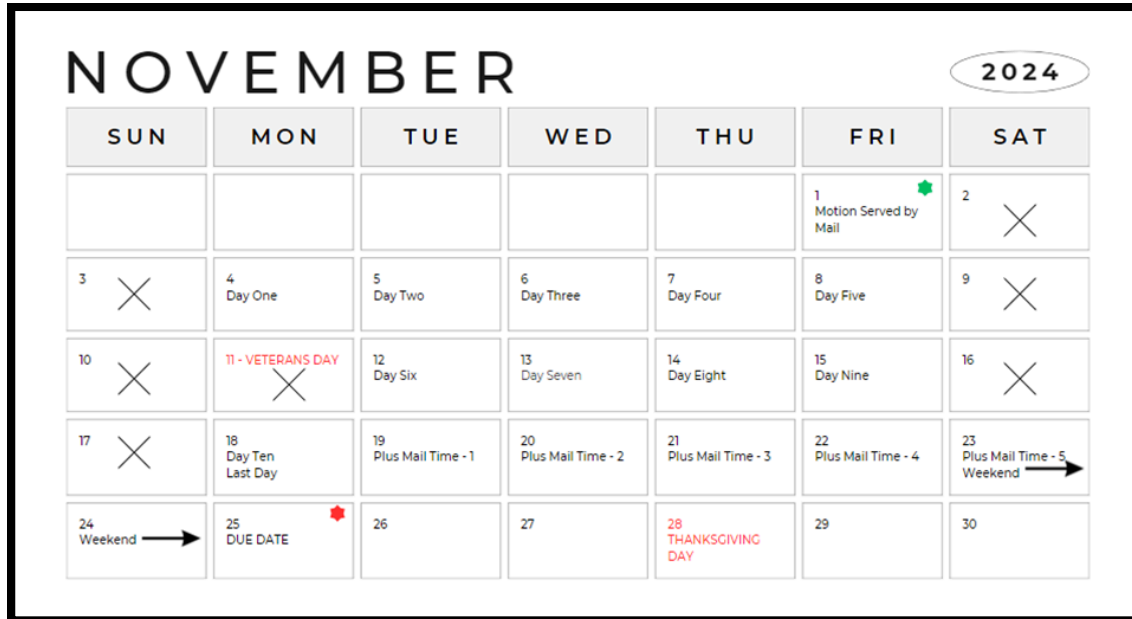 NOVEMBER
2024
SUN MON TUE WED THU FRI SAT
1
Motion Served by
Mail
2
3
4
Day One
5
Day Two
6
Day Three
7
Day Four
8
Day Five
9
10
11 - VETERANS DAY
12
Day Six
13
Day Seven
14
Day Eight
15
Day Nine
16
17
18
Day Ten
Last Day
19
Plus Mail Time - 1
20
Plus Mail Time - 2
21
Plus Mail Time - 3
22
Plus Mail Time - 4
23
Plus Mail Time - 5
Weekend
24
Weekend
25
DUE DATE
26
27
28
THANKSGIVING
DAY
29
30